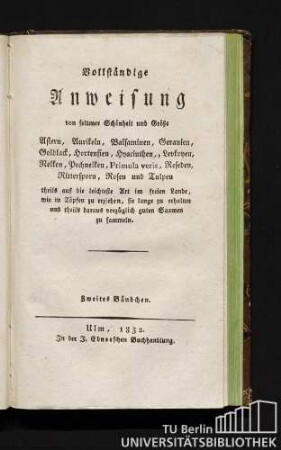 Vollständige
Anweisung
von seltener Schönheit und Größe
Astern, Aurikeln, Balsaminen, Geranien,
Goldlack, Hortensien, Hyacinthen, Levkoyen,
Nelken, Pechnelken, Primula veris, Reseden,
Rittersporn, Rosen und Tulpen
theils auf die leichteste Art im freien Lande,
wie in Töpfen zu erziehen, sie lange zu erhalten
und theils daraus vorzüglich guten Saamen
zu sammeln.
Zweites Bändchen.
Ulm, 1832.
In der J. Ebnerschen Buchhandlung.
TU Berlin
UNIVERSITÄTSBIBLIOTHEK